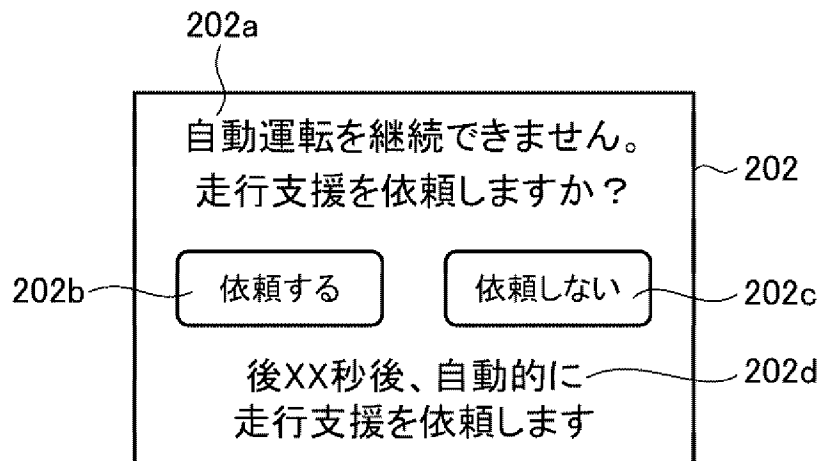 202a
自動運転を継続できません。
走行支援を依頼しますか？
202
依頼する
依頼しない
202b
202c
後XX秒後、自動的に
202d
走行支援を依頼します